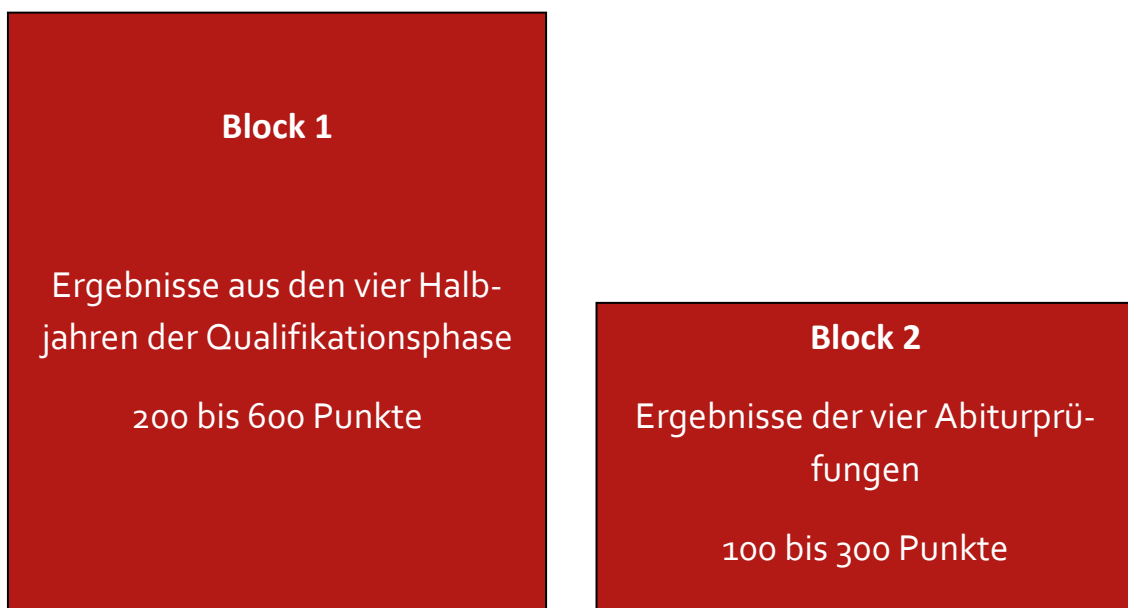 Block 1
Ergebnisse aus den vier Halb-
jahren der Qualifikationsphase
200 bis 600 Punkte
Block 2
Ergebnisse der vier Abiturprü-
fungen
100 bis 300 Punkte